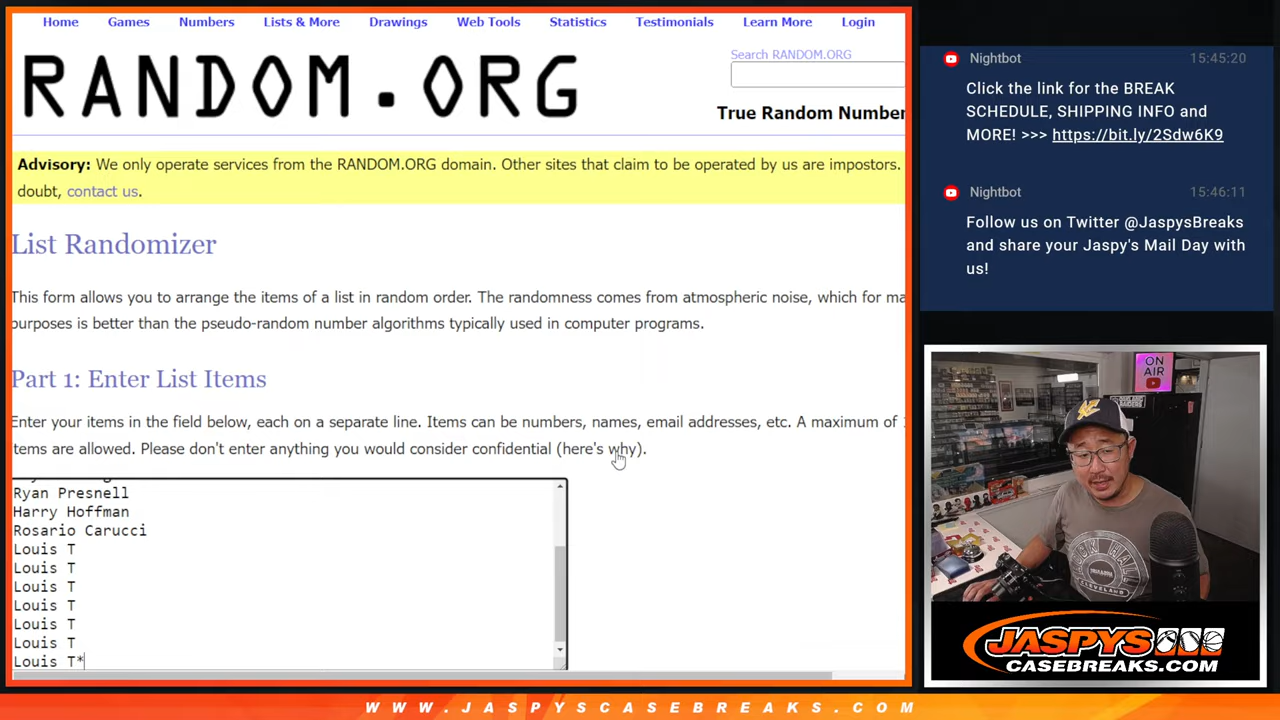 Home Games Numbers Lists & More Drawings Web Tools Statistics Testimonials Learn More Login
RANDOM.ORG
Search RANDOM.ORG
True Random Number
Advisory: We only operate services from the RANDOM.ORG domain. Other sites that claim to be operated by us are impostors.
doubt, contact us.
List Randomizer
This form allows you to arrange the items of a list in random order. The randomness comes from atmospheric noise, which for ma
purposes is better than the pseudo-random number algorithms typically used in computer programs.
Part 1: Enter List Items
Enter your items in the field below, each on a separate line. Items can be numbers, names, email addresses, etc. A maximum of
items are allowed. Please don't enter anything you would consider confidential (here's why).
Ryan Presnell
Harry Hoffman
Rosario Carucci
Louis T
Louis T
Louis T
Louis T
Louis T
Louis T
Louis T*
Nightbot 15:45:20
Click the link for the BREAK
SCHEDULE, SHIPPING INFO and
MORE! >>> https://bit.ly/2Sdw6K9
Nightbot 15:46:11
Follow us on Twitter @JaspysBreaks
and share your Jaspy's Mail Day with
us!
ON
AIR
CLEVELAND
JASPYS
CASEBREAKS.COM
WWW.JASPYSCASEBREAKS.COM